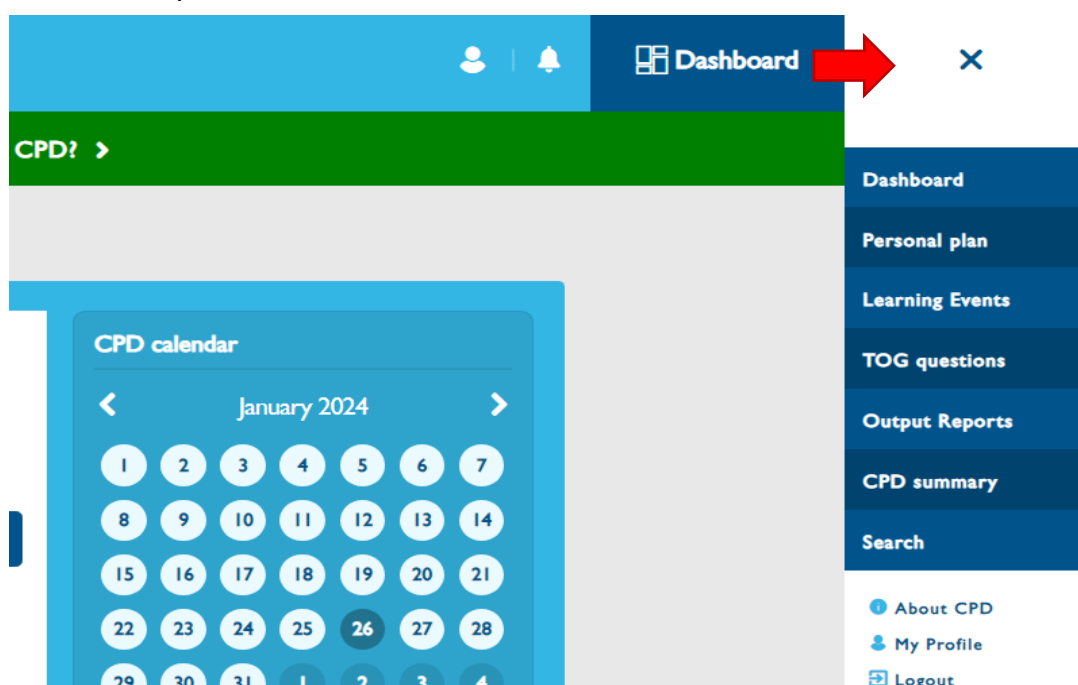 Dashboard
CPD? >
Dashboard
Personal plan
Learning Events
TOG questions
Output Reports
CPD summary
Search
About CPD
My Profile
Logout
CPD calendar
January 2024
1 2 3 4 5 6 7
8 9 10 11 12 13 14
15 16 17 18 19 20 21
22 23 24 25 26 27 28
29 30 31 1 2 3 4